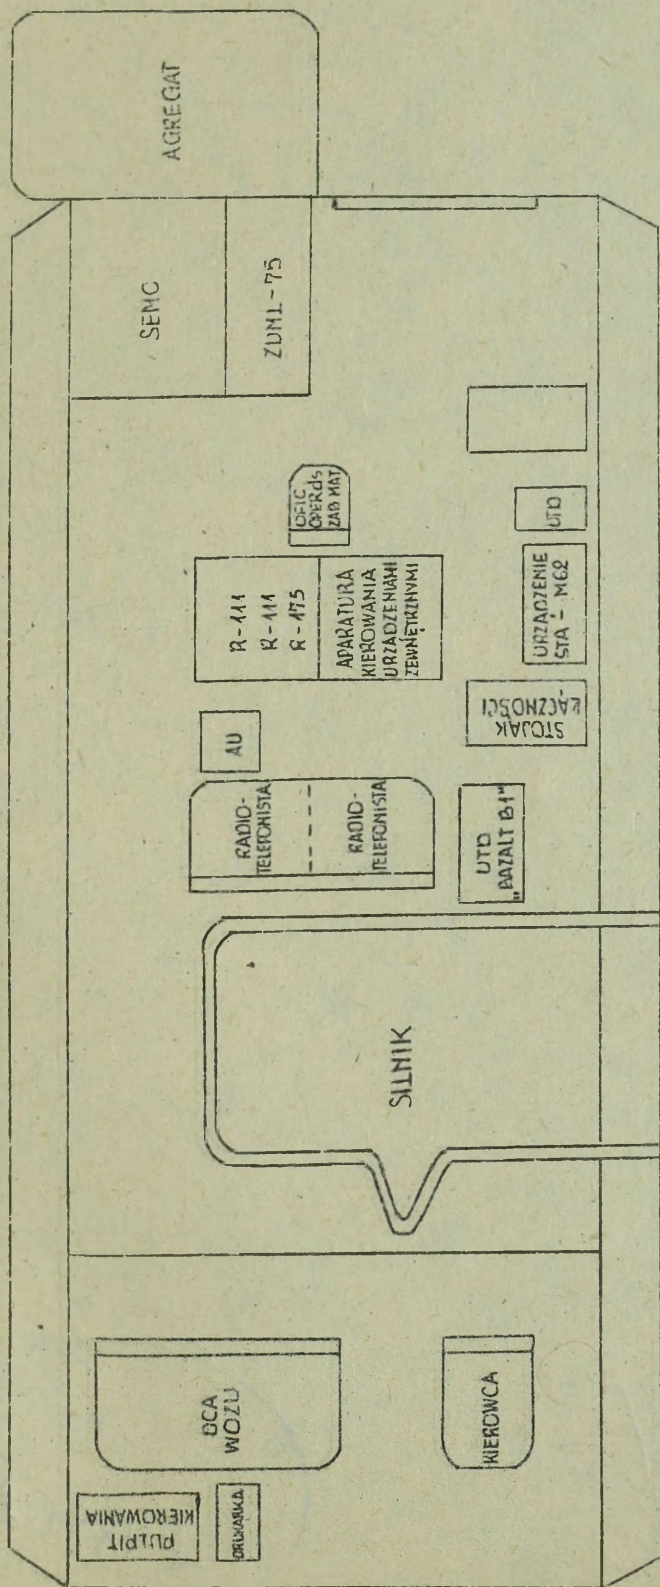 AGREGAT
SEMC
ZUM1-75
OFIC
OPER ds
ZAB MAT
UTD
R-111
R-111
R-175
APARATURA
KIEROWANIA
URZĄDZENIAMI
ZEWNĘTRZNYMI
URZĄDZENIE
STA - M62
AU
STOJAK
ŁĄCZNOŚCI
RADIO-
TELEFONISTA
RADIO-
TELEFONISTA
UTD
„BAZALT B1"
SILNIK
DCA
WOZU
KIEROWCA
PULPIT
KIEROWANIA
DRUKARKA